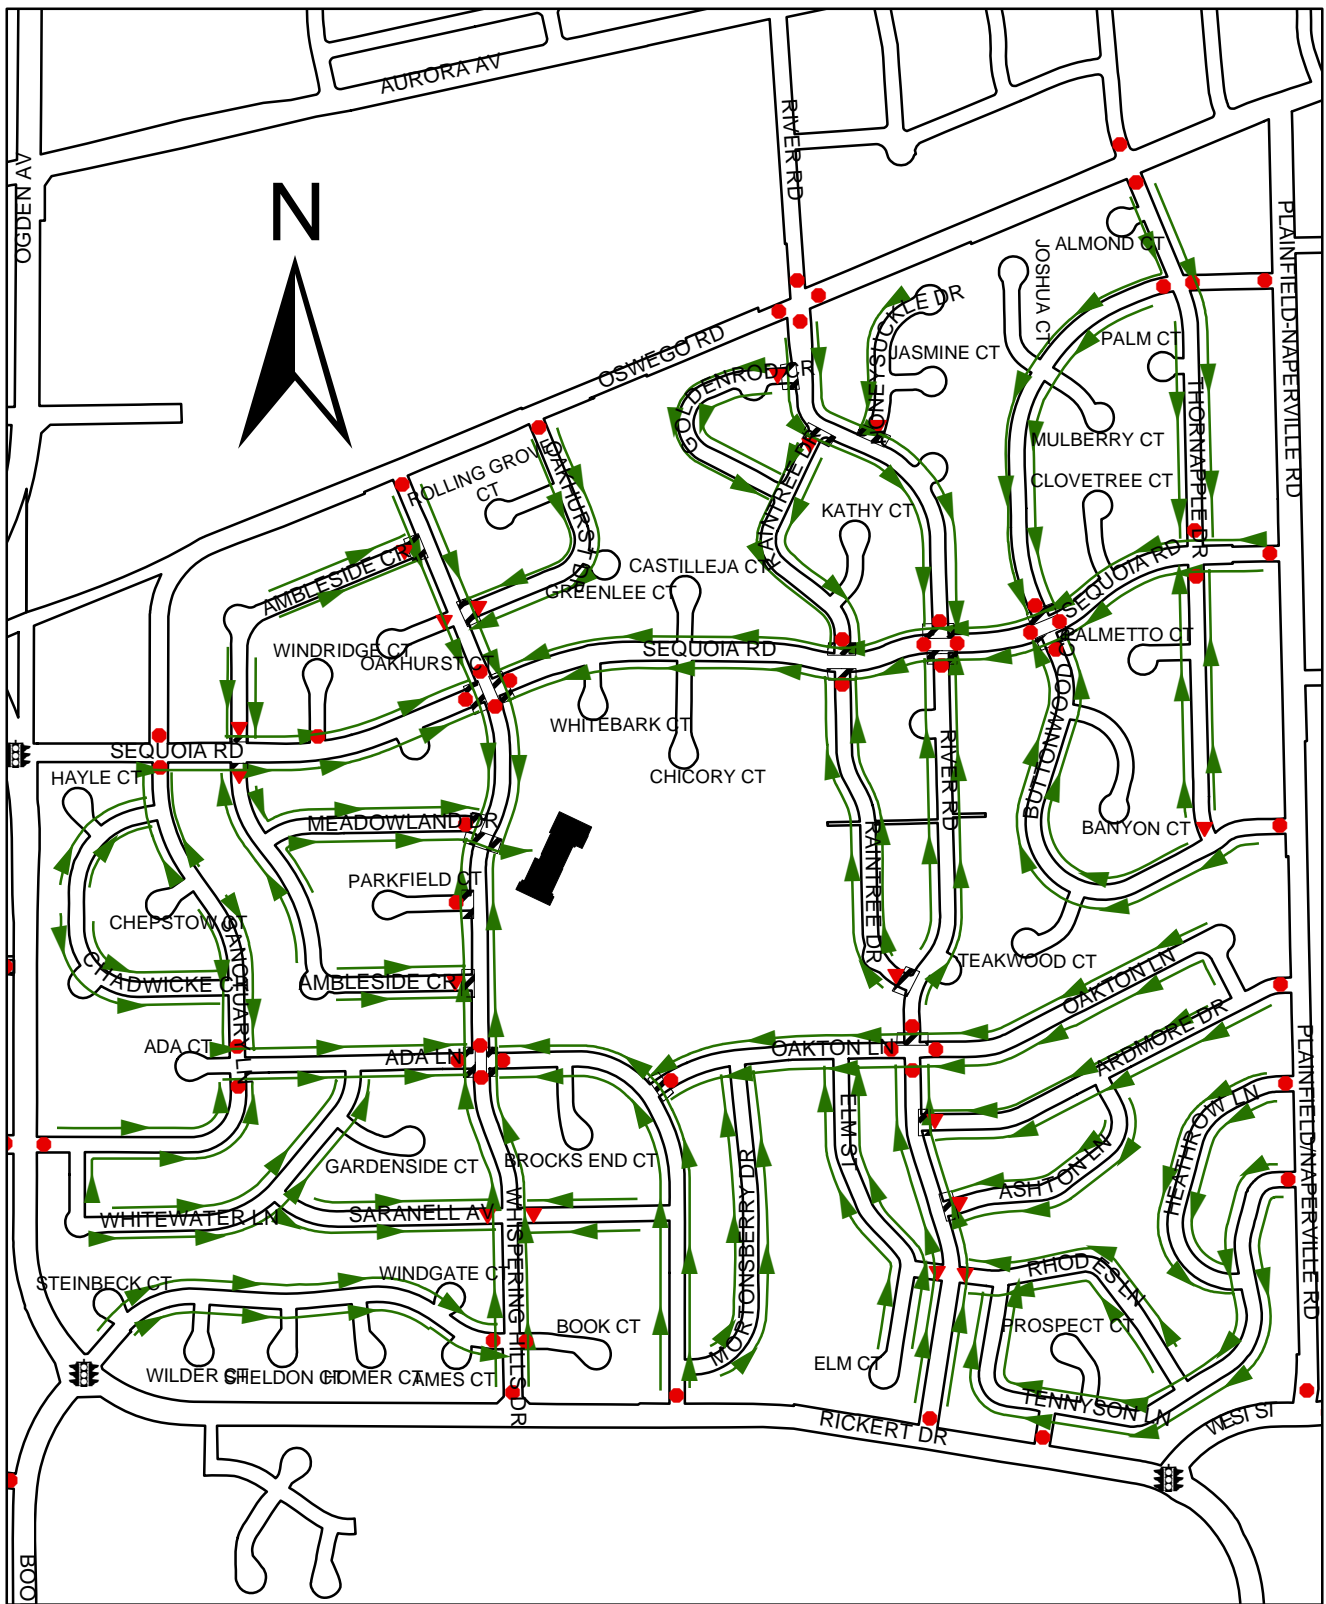 AURORA AV
RIVER RD
OGDEN AV
N
PLAINFIELD-NAPERVILLE RD
ALMOND CT
JOSHUA CT
HONEYSUCKLE DR
OSWEGO RD
PALM CT
JASMINE CT
GOLDENROD CR
THORNAPPLE DR
MULBERRY CT
ROLLING GROVE
CT
OAKHURST DR
RAINTREE DR
CLOVETREE CT
KATHY CT
AMBLESIDE CR
CASTILLEJA CT
GREENLEE CT
SEQUOIA RD
WINDRIDGE CT
OAKHURST CT
SEQUOIA RD
PALMETTO CT
WHITEBARK CT
BUTTONWOOD CT
SEQUOIA RD
HAYLE CT
CHICORY CT
RIVER RD
MEADOWLAND DR
BANYON CT
RAINTREE DR
PARKFIELD CT
CHEPSTOW CT
SANCTUARY LN
CHADWICKE CT
AMBLESIDE CR
TEAKWOOD CT
OAKTON LN
ADA CT
ADA LN
OAKTON LN
ARDMORE DR
PLAINFIELD/NAPERVILLE RD
ELM ST
HEATHROW LN
GARDENSIDE CT
BROCKS END CT
ASHTON LN
MORTONSBERRY DR
WHITEWATER LN
SARANELL AV
WHISPERING HILLS DR
STEINBECK CT
WINDGATE CT
RHODES LN
BOOK CT
PROSPECT CT
WILDER CT
SHELDON CT
HOMER CT
AMES CT
ELM CT
TENNYSON LN
RICKERT DR
WEST ST
BOO